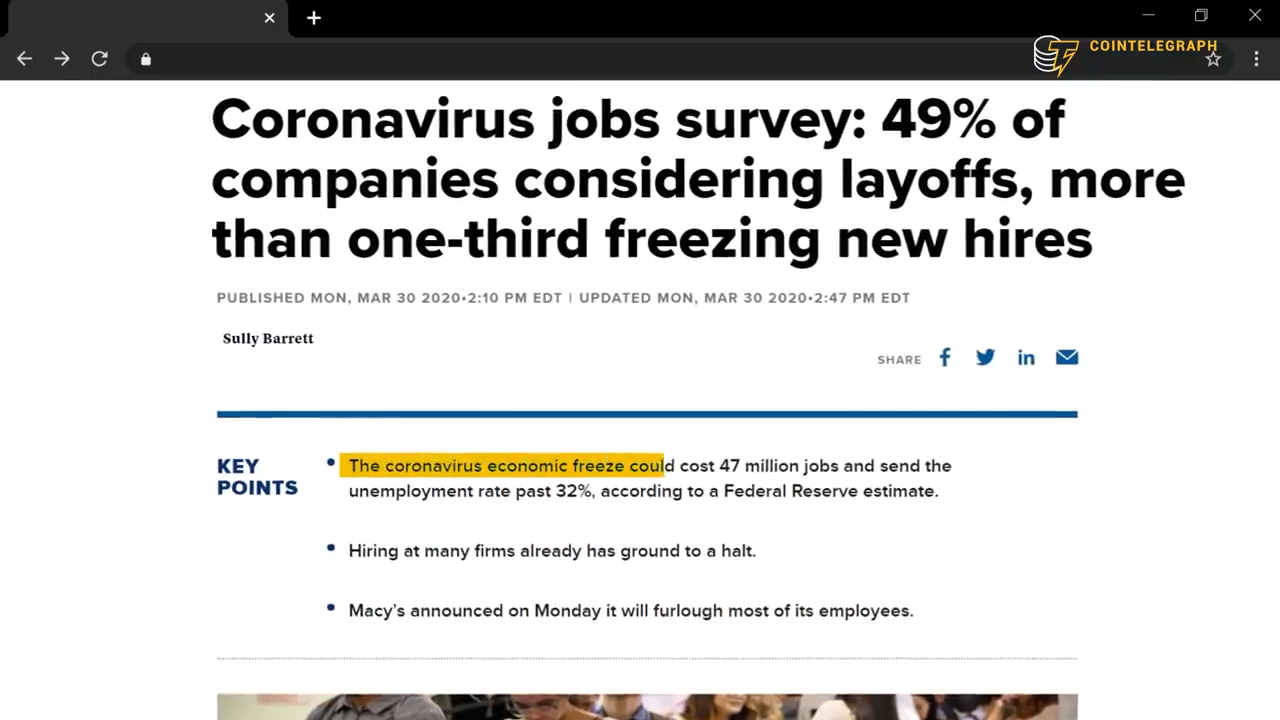 COINTELEGRAPH
Coronavirus jobs survey: 49% of
companies considering layoffs, more
than one-third freezing new hires
PUBLISHED MON, MAR 30 2020•2:10 PM EDT | UPDATED MON, MAR 30 2020•2:47 PM EDT
Sully Barrett
SHARE
KEY
POINTS
• The coronavirus economic freeze could cost 47 million jobs and send the
unemployment rate past 32%, according to a Federal Reserve estimate.
• Hiring at many firms already has ground to a halt.
• Macy's announced on Monday it will furlough most of its employees.